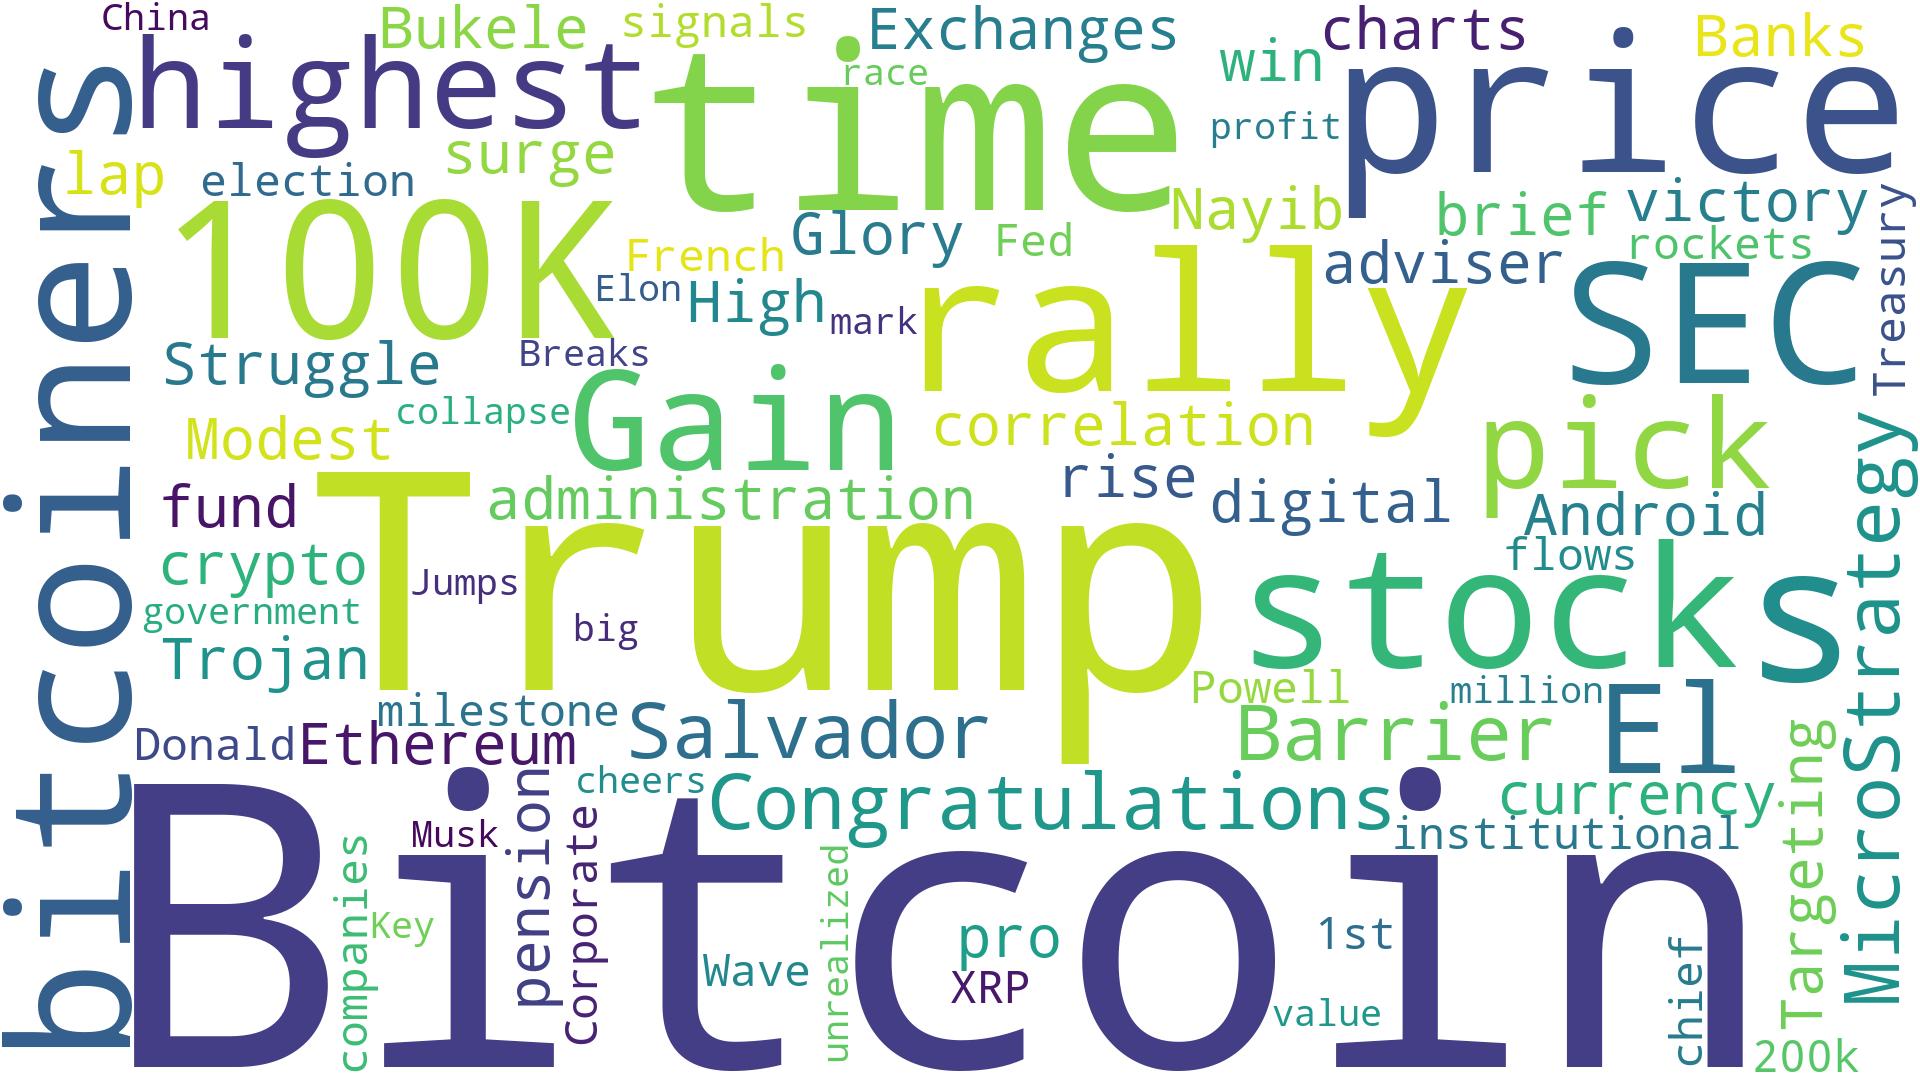 China
Bukele
signals
Exchanges
charts
Banks
highest
time
race
win
price
profit
bitcoiners
surge
lap
election
100K
Nayib
brief
victory
Treasury
Glory
Fed
French
rockets
adviser
rally
SEC
Elon
High
mark
Struggle
Breaks
Gain
collapse
correlation
pick
Modest
MicroStrategy
rise
digital
administration
fund
Trump
Android
flows
crypto
stocks
s
Jumps
government
big
Trojan
Powell
million
El
milestone
Salvador
Barrier
Donald
Ethereum
Targeting
cheers
Congratulations
currency
Bitcoin
Musk
pension
Corporate
institutional
companies
unrealized
Key
pro
1st
Wave
XRP
chief
value
200k